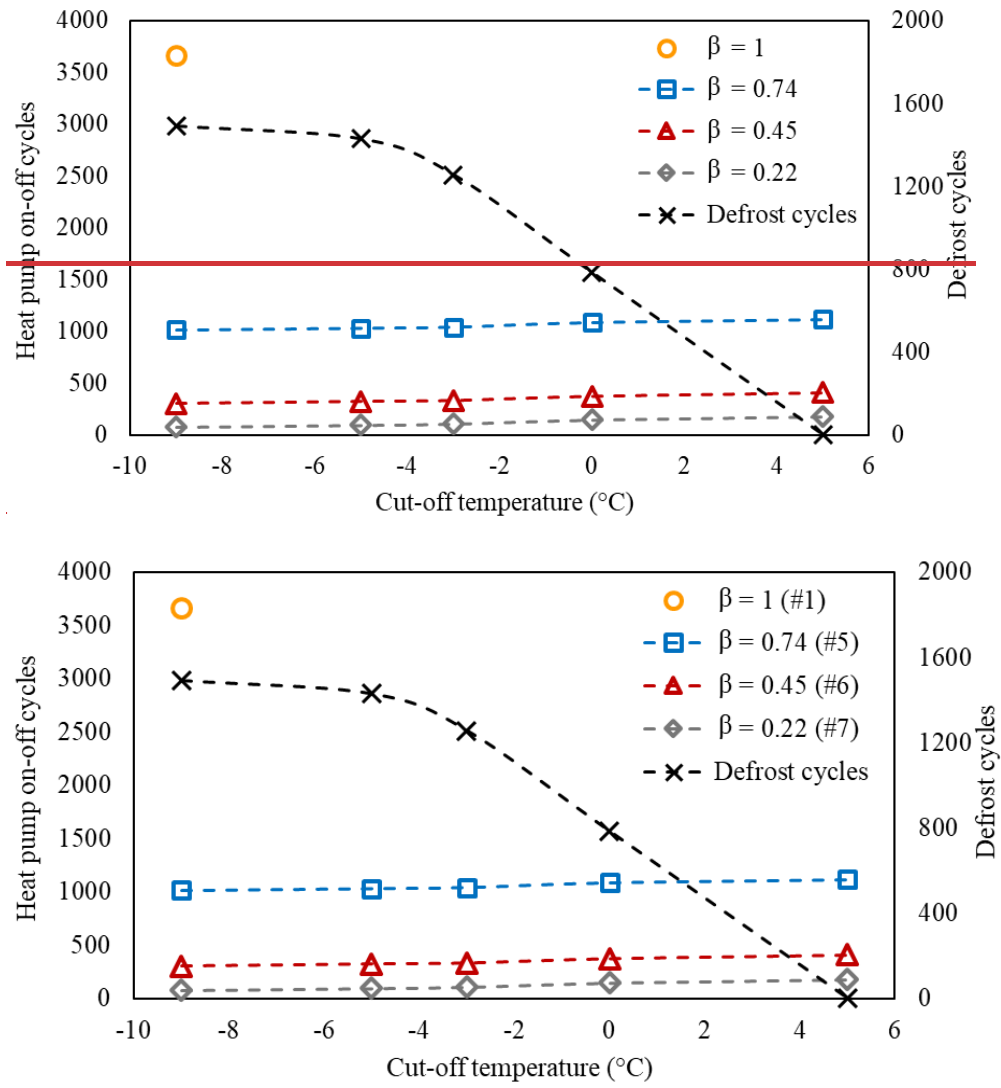 4000
3500
3000
2500
2000
1500
1000
500
0
Heat pump on-off cycles
β = 1
β = 0.74
β = 0.45
β = 0.22
Defrost cycles
2000
1600
1200
800
400
0
Defrost cycles
-10 -8 -6 -4 -2 0 2 4 6
Cut-off temperature (°C)
4000
3500
3000
2500
2000
1500
1000
500
0
Heat pump on-off cycles
β = 1 (#1)
β = 0.74 (#5)
β = 0.45 (#6)
β = 0.22 (#7)
Defrost cycles
2000
1600
1200
800
400
0
Defrost cycles
-10 -8 -6 -4 -2 0 2 4 6
Cut-off temperature (°C)